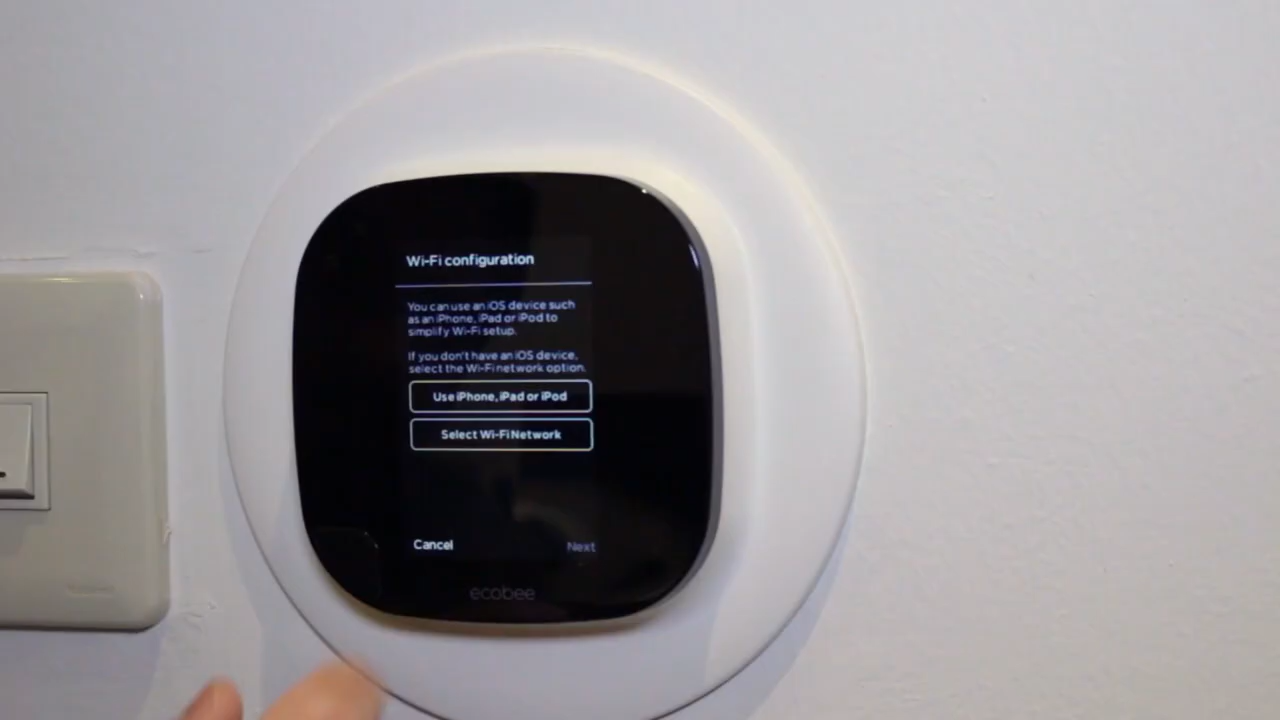 Wi-Fi configuration
You can use an iOS device such
as an iPhone, iPad or iPod to
simplify Wi-Fi setup.
If you don't have an iOS device,
select the Wi-Fi network option.
Use iPhone, iPad or iPod
Select Wi-Fi Network
Cancel
Next
ecobee